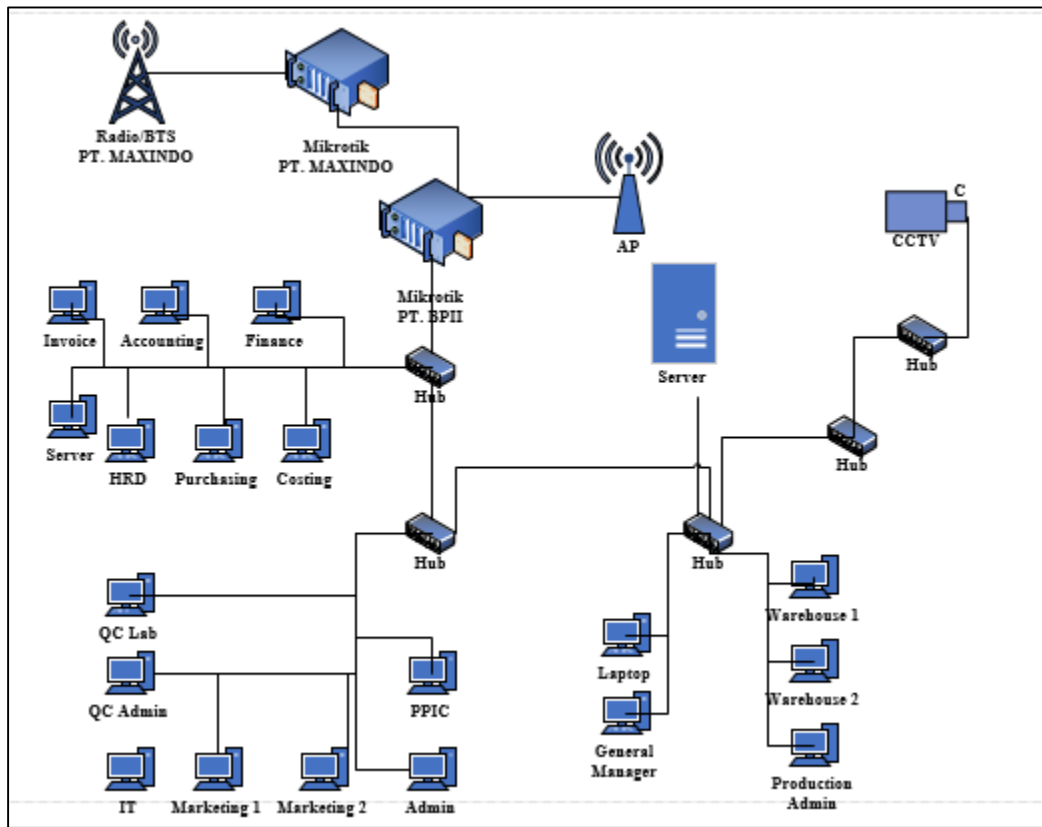 Radio/BTS
PT. MAXINDO
Mikrotik
PT. MAXINDO
AP
C
CCTV
Mikrotik
PT. BPII
Invoice
Accounting
Finance
Hub
Server
Hub
Server
HRD
Purchasing
Costing
Hub
Hub
Hub
QC Lab
Warehouse 1
Laptop
QC Admin
PPIC
Warehouse 2
General
Manager
IT
Marketing 1
Marketing 2
Admin
Production
Admin